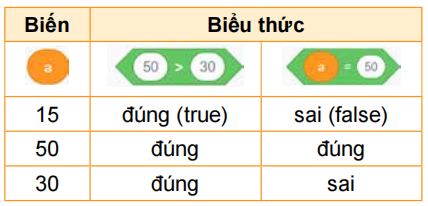 Biến Biểu thức
a 50 > 30 a = 50
15 đúng (true) sai (false)
50 đúng đúng
30 đúng sai